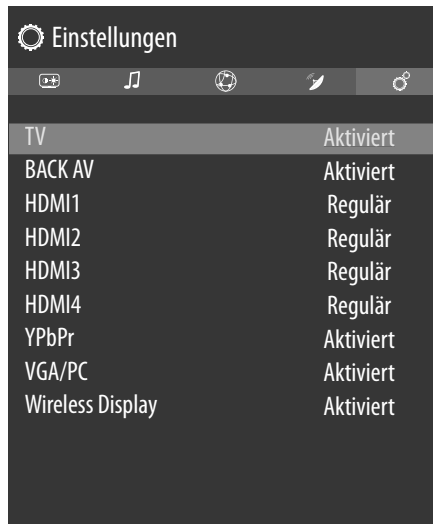 Einstellungen
TV Aktiviert
BACK AV Aktiviert
HDMI1 Regulär
HDMI2 Regulär
HDMI3 Regulär
HDMI4 Regulär
YPbPr Aktiviert
VGA/PC Aktiviert
Wireless Display Aktiviert